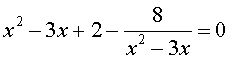 x² − 3x + 2 − 8/(x² − 3x) = 0